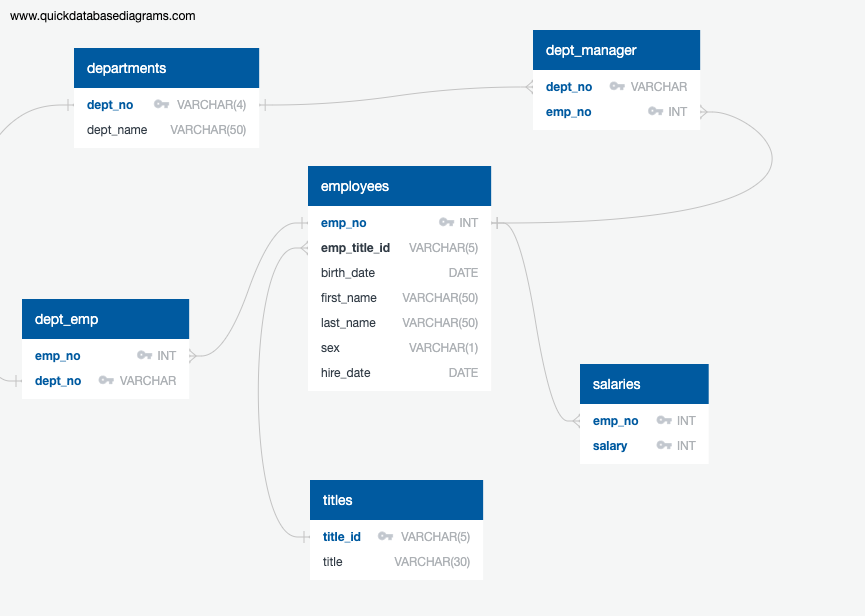 www.quickdatabasediagrams.com
departments
dept_no VARCHAR(4)
dept_name VARCHAR(50)
dept_manager
dept_no VARCHAR
emp_no INT
employees
emp_no INT
emp_title_id VARCHAR(5)
birth_date DATE
first_name VARCHAR(50)
last_name VARCHAR(50)
sex VARCHAR(1)
hire_date DATE
dept_emp
emp_no INT
dept_no VARCHAR
salaries
emp_no INT
salary INT
titles
title_id VARCHAR(5)
title VARCHAR(30)